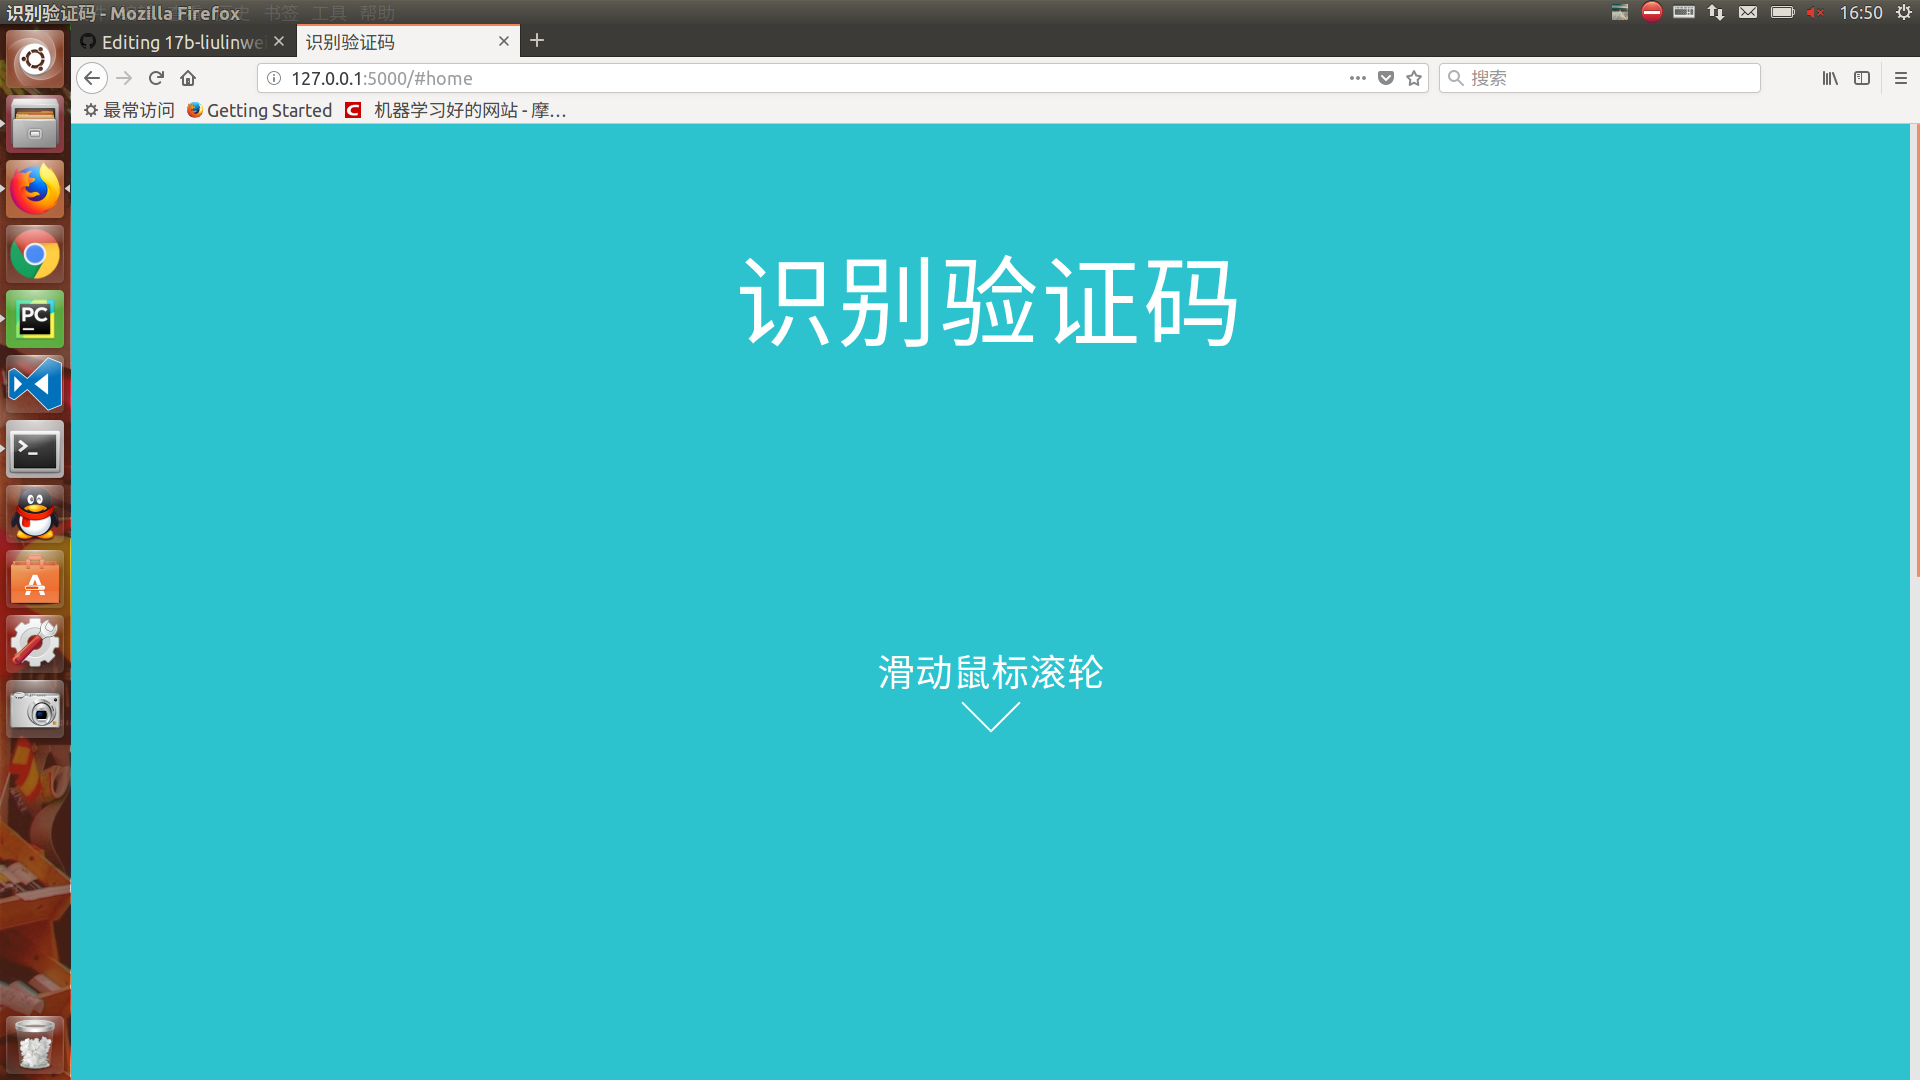 识别验证码 - Mozilla Firefox 书签 工具 帮助
16:50
Editing 17b-liulinwei
识别验证码
127.0.0.1:5000/#home
搜索
最常访问 Getting Started 机器学习好的网站 - 摩...
识别验证码
滑动鼠标滚轮
PC